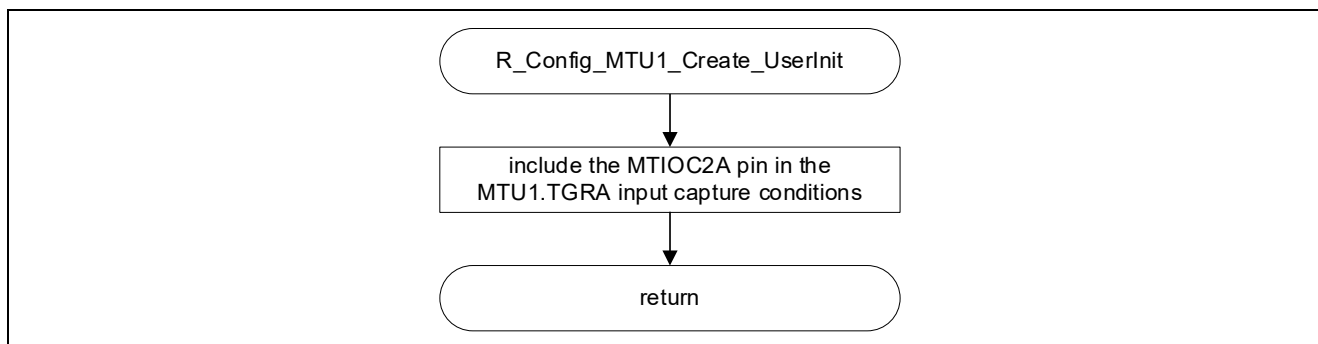 R_Config_MTU1_Create_UserInit
include the MTIOC2A pin in the
MTU1.TGRA input capture conditions
return